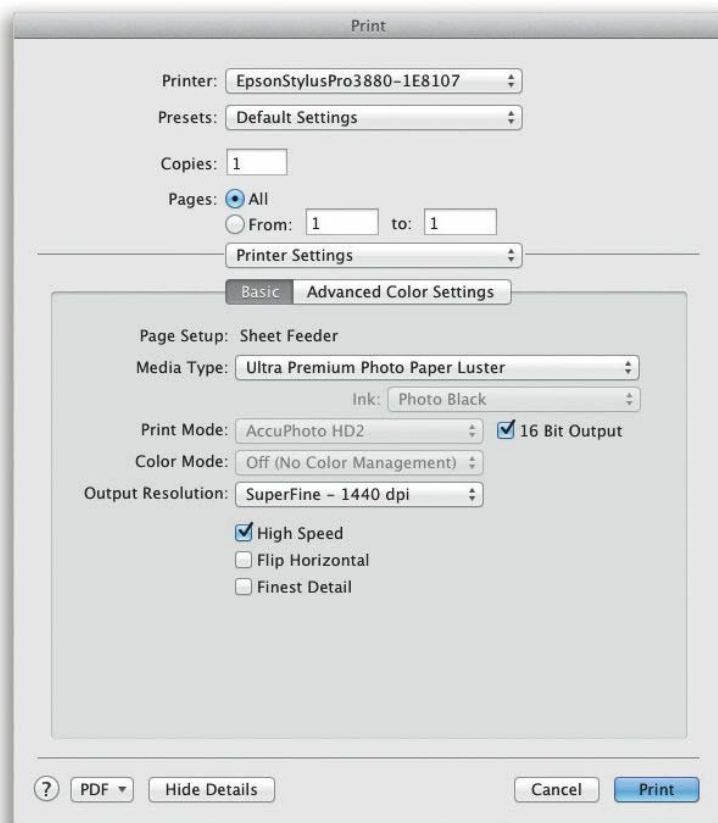 Print
Printer: EpsonStylusPro3880-1E8107
Presets: Default Settings
Copies: 1
Pages: All
From: 1 to: 1
Printer Settings
Basic Advanced Color Settings
Page Setup: Sheet Feeder
Media Type: Ultra Premium Photo Paper Luster
Ink: Photo Black
Print Mode: AccuPhoto HD2 16 Bit Output
Color Mode: Off (No Color Management)
Output Resolution: SuperFine – 1440 dpi
High Speed
Flip Horizontal
Finest Detail
? PDF Hide Details Cancel Print